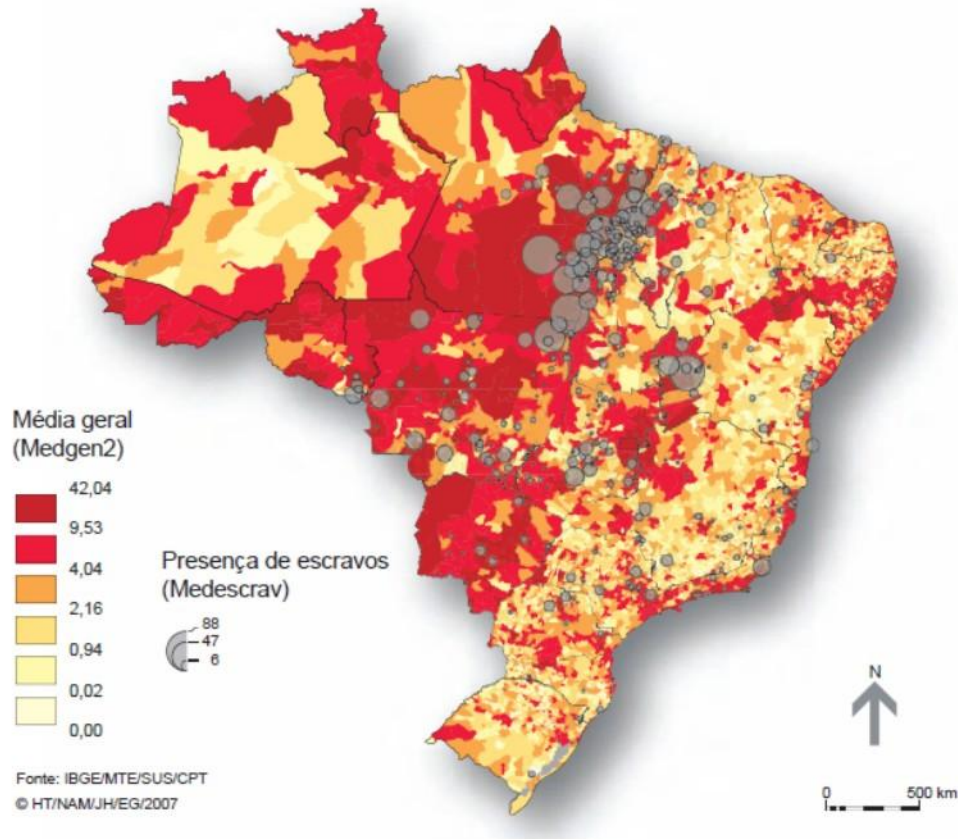 Média geral
(Medgen2)
42,04
9,53
4,04
2,16
0,94
0,02
0,00
Presença de escravos
(Medescrav)
88
47
6
N
Fonte: IBGE/MTE/SUS/CPT
© HT/NAM/JH/EG/2007
0 500 km